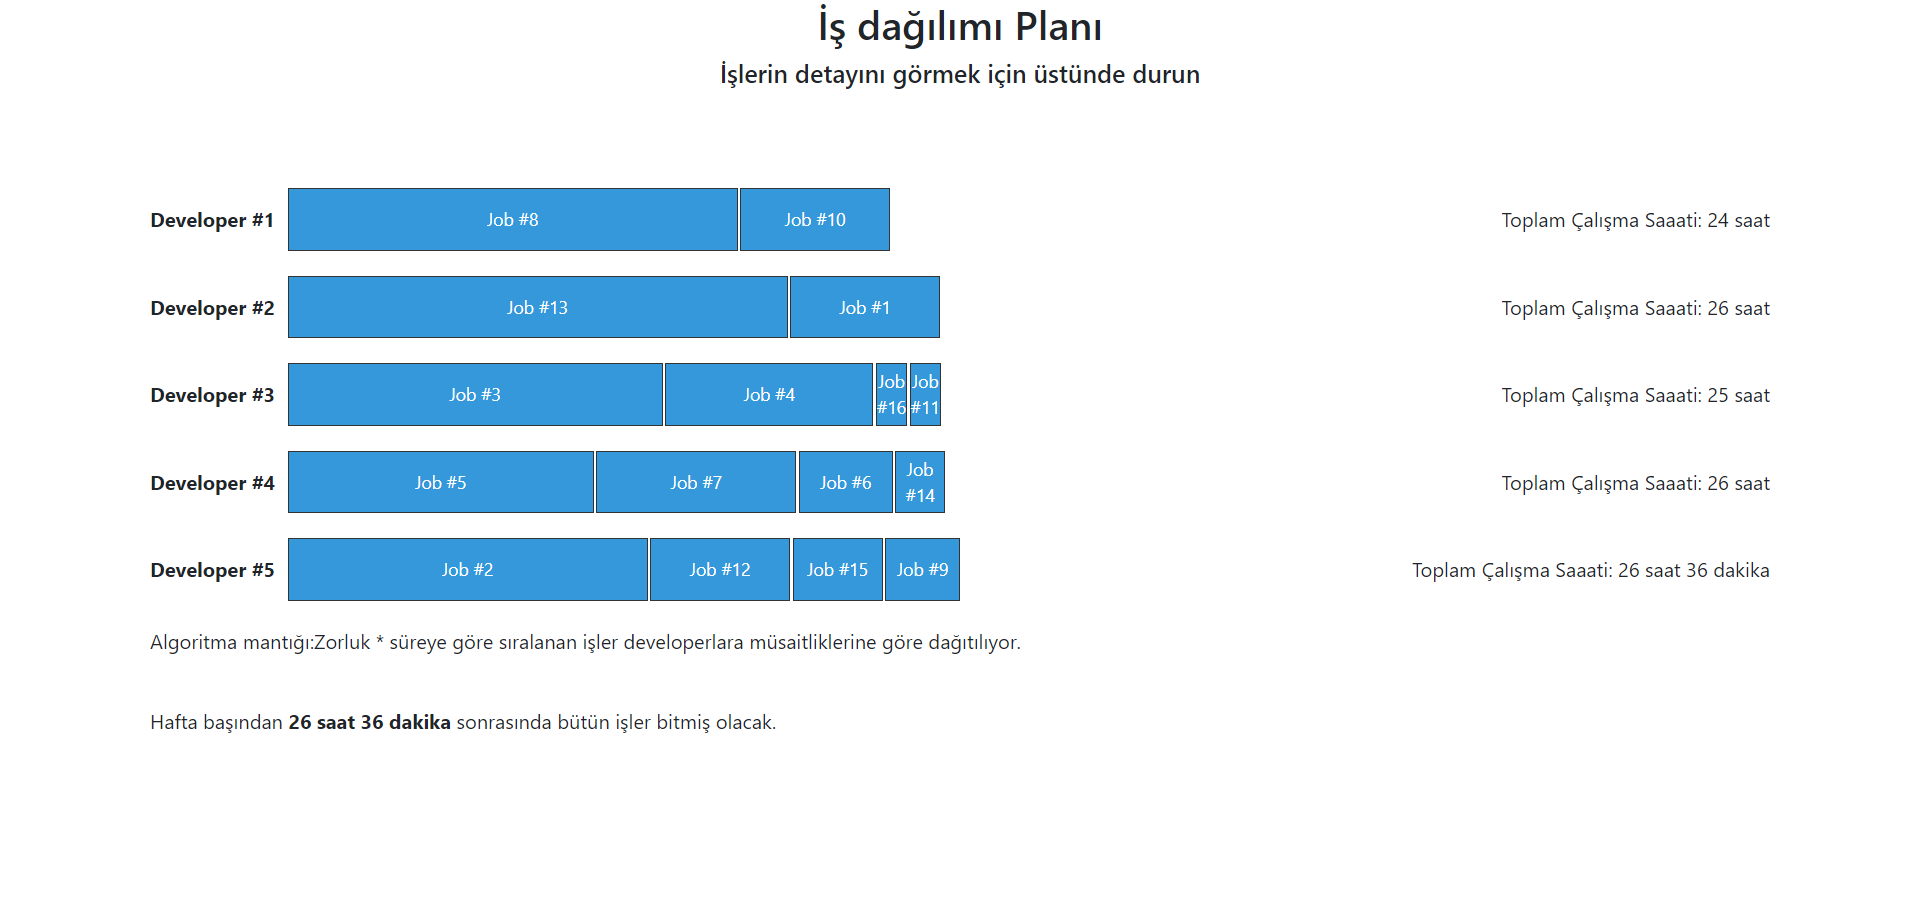 İş dağılımı Planı
İşlerin detayını görmek için üstünde durun
Developer #1 Job #8 Job #10 Toplam Çalışma Saaati: 24 saat
Developer #2 Job #13 Job #1 Toplam Çalışma Saaati: 26 saat
Developer #3 Job #3 Job #4 Job #16 Job #11 Toplam Çalışma Saaati: 25 saat
Developer #4 Job #5 Job #7 Job #6 Job #14 Toplam Çalışma Saaati: 26 saat
Developer #5 Job #2 Job #12 Job #15 Job #9 Toplam Çalışma Saaati: 26 saat 36 dakika
Algoritma mantığı:Zorluk * süreye göre sıralanan işler developerlara müsaitliklerine göre dağıtılıyor.
Hafta başından 26 saat 36 dakika sonrasında bütün işler bitmiş olacak.